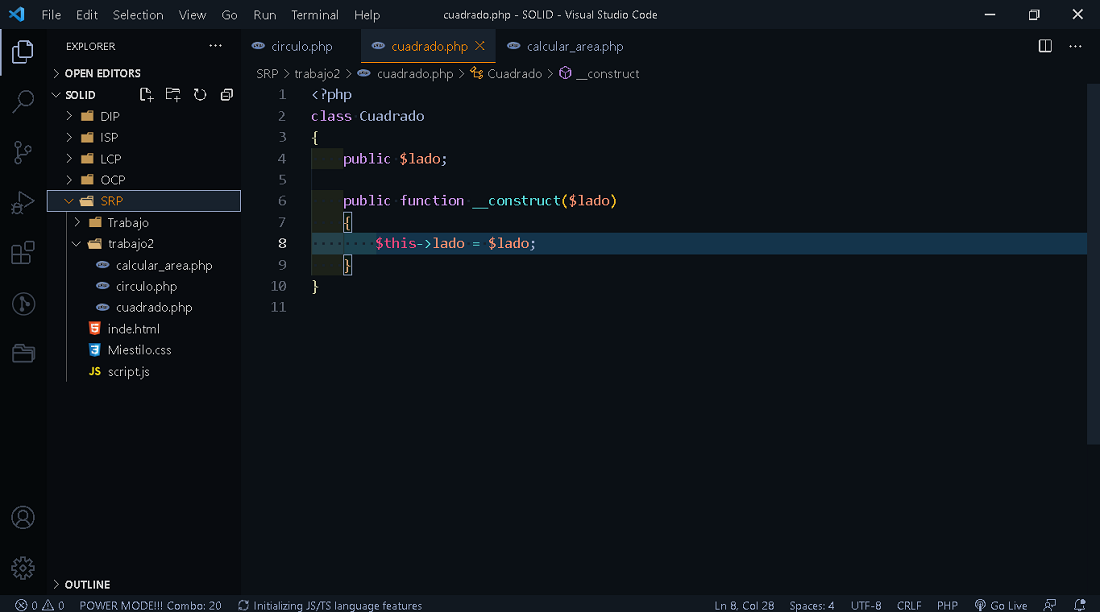 File Edit Selection View Go Run Terminal Help cuadrado.php - SOLID - Visual Studio Code
EXPLORER ···
circulo.php cuadrado.php calcular_area.php ···
OPEN EDITORS
SRP > trabajo2 > cuadrado.php > Cuadrado > __construct
SOLID
DIP
ISP
LCP
OCP
SRP
Trabajo
trabajo2
calcular_area.php
circulo.php
cuadrado.php
inde.html
Miestilo.css
JS script.js
OUTLINE
1 <?php
2 class Cuadrado
3 {
4 public $lado;
5
6 public function __construct($lado)
7 {
8 $this->lado = $lado;
9 }
10 }
11
0 0 POWER MODE!!! Combo: 20 Initializing JS/TS language features Ln 8, Col 28 Spaces: 4 UTF-8 CRLF PHP Go Live